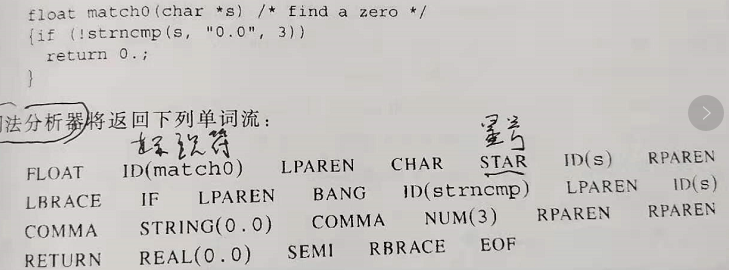 float match0(char *s) /* find a zero */
{if (!strncmp(s, "0.0", 3))
return 0.;
}
法分析器将返回下列单词流：
标识符 星号
FLOAT ID(match0) LPAREN CHAR STAR ID(s) RPAREN
LBRACE IF LPAREN BANG ID(strncmp) LPAREN ID(s)
COMMA STRING(0.0) COMMA NUM(3) RPAREN RPAREN
RETURN REAL(0.0) SEMI RBRACE EOF